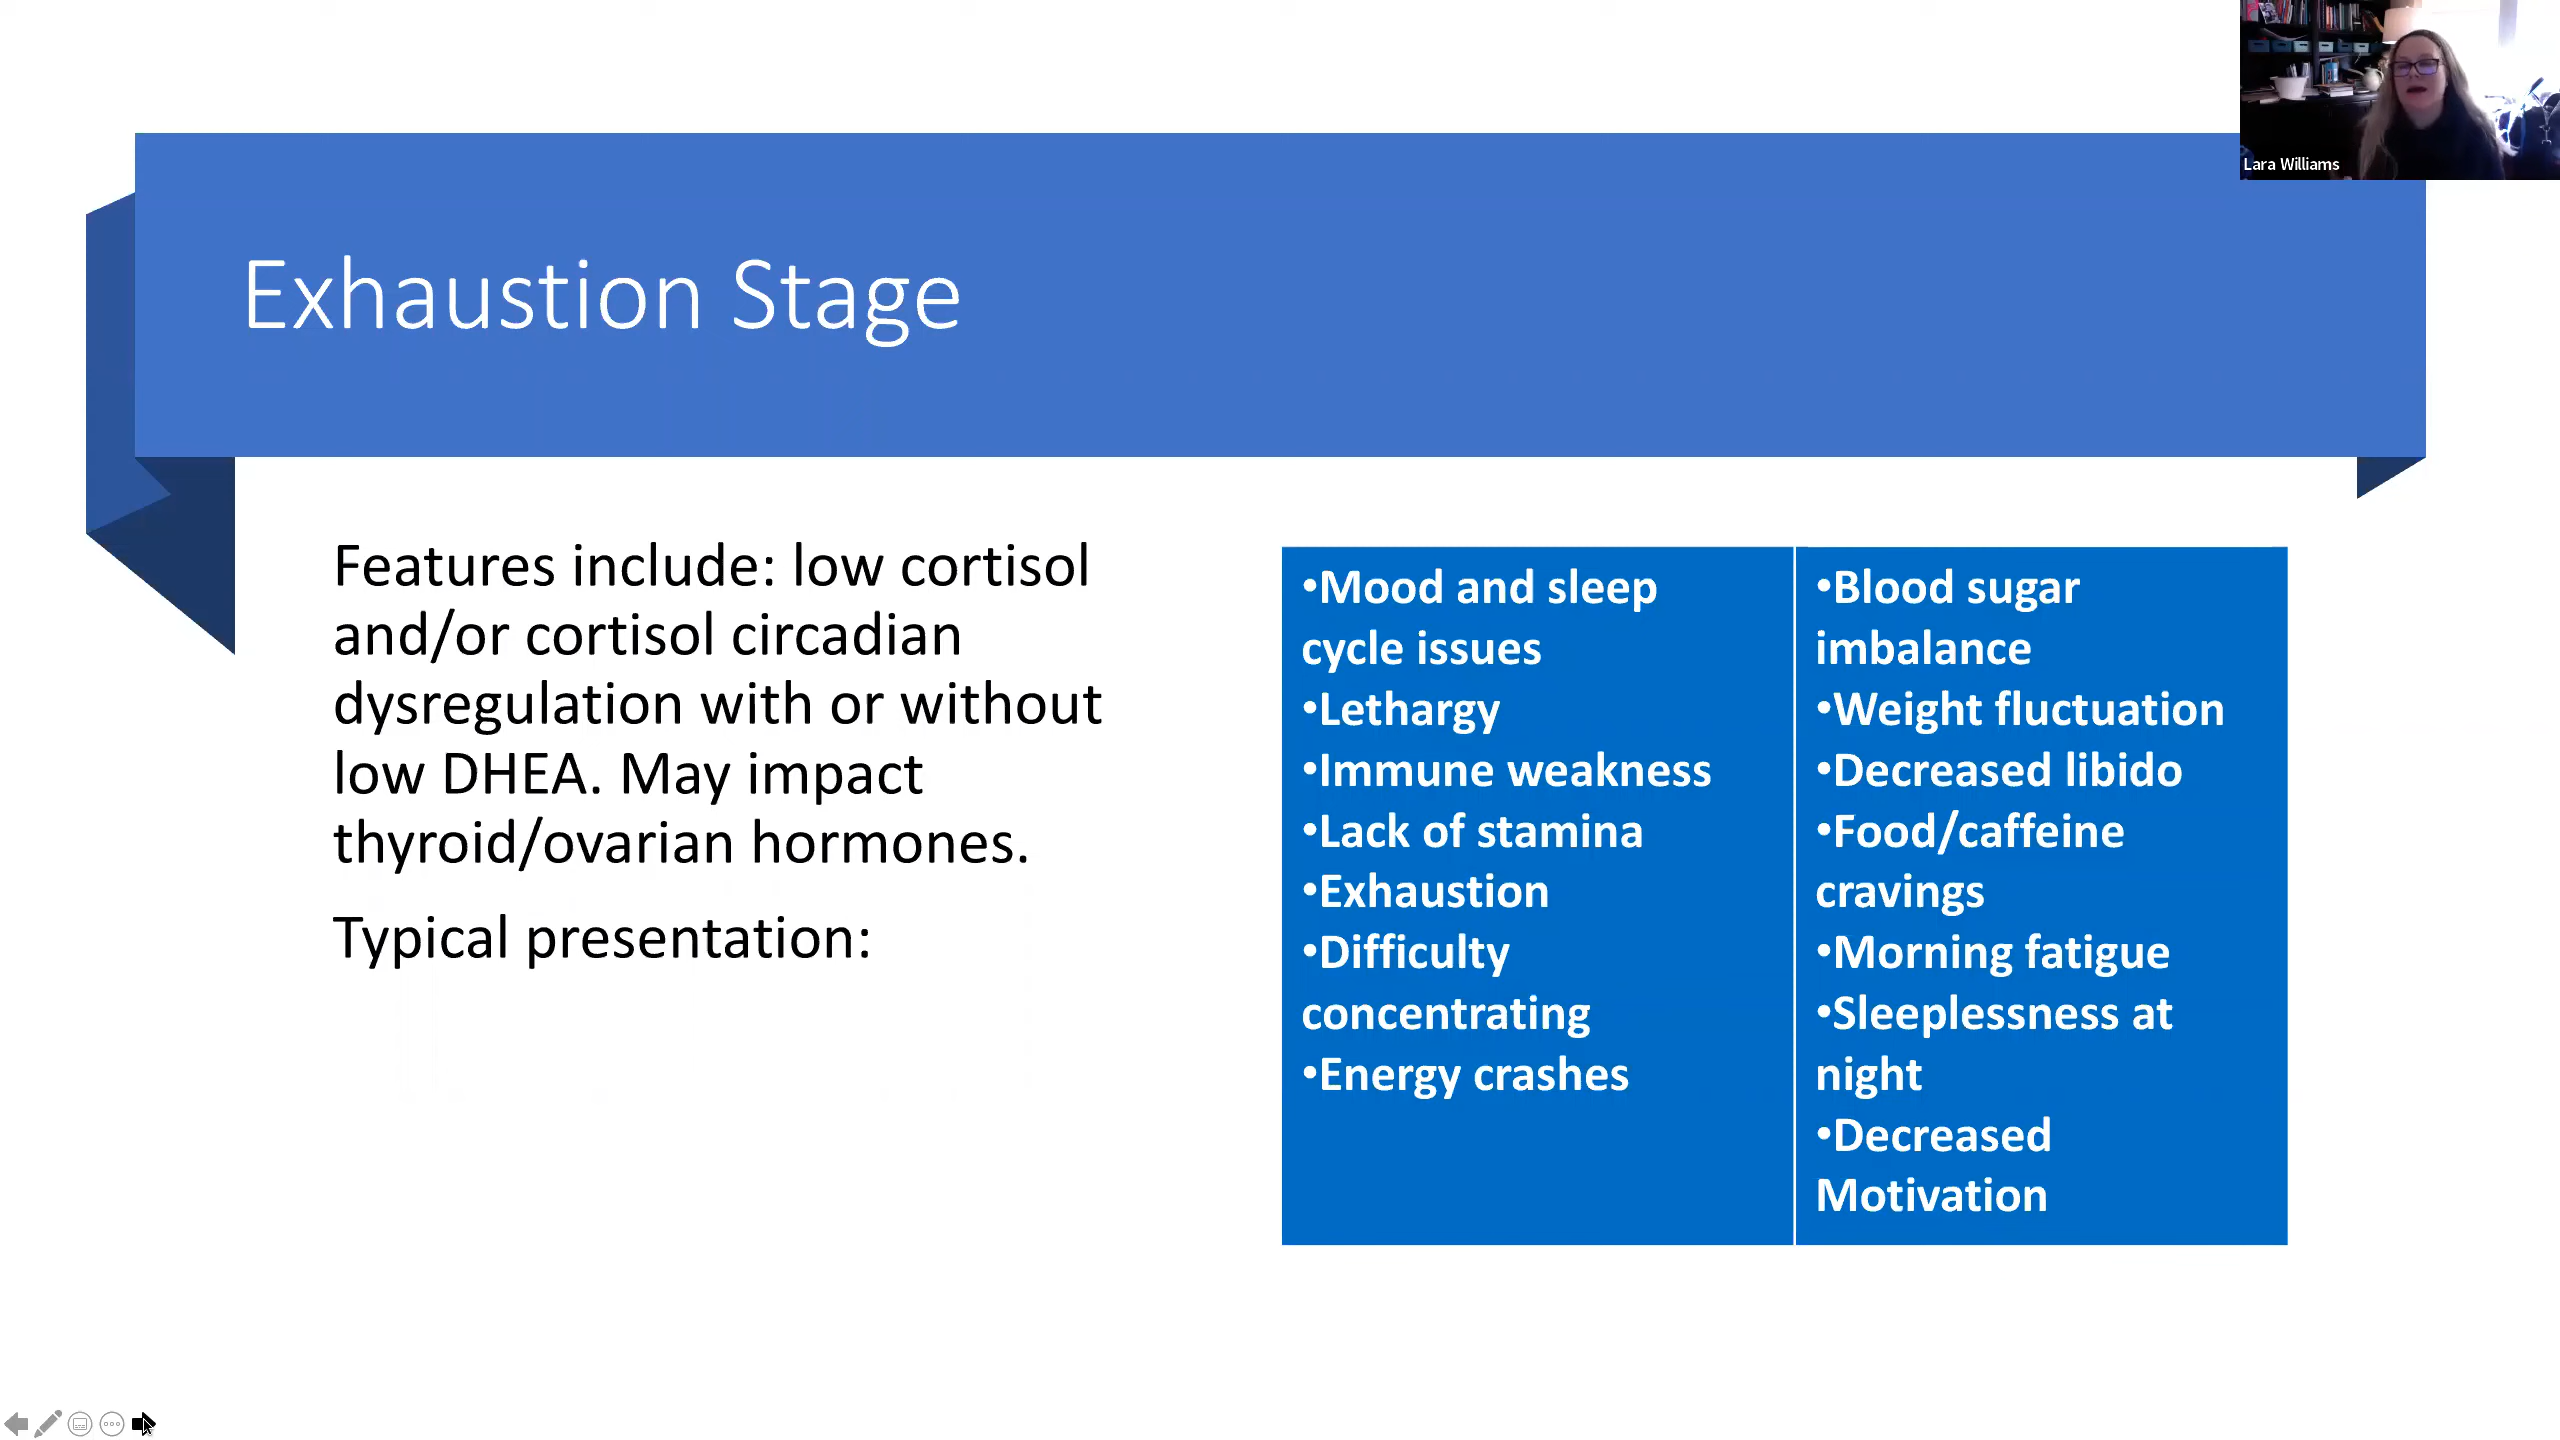 Lara Williams
Exhaustion Stage
Features include: low cortisol
and/or cortisol circadian
dysregulation with or without
low DHEA. May impact
thyroid/ovarian hormones.
Typical presentation:
•Mood and sleep
cycle issues
•Lethargy
•Immune weakness
•Lack of stamina
•Exhaustion
•Difficulty
concentrating
•Energy crashes
•Blood sugar
imbalance
•Weight fluctuation
•Decreased libido
•Food/caffeine
cravings
•Morning fatigue
•Sleeplessness at
night
•Decreased
Motivation